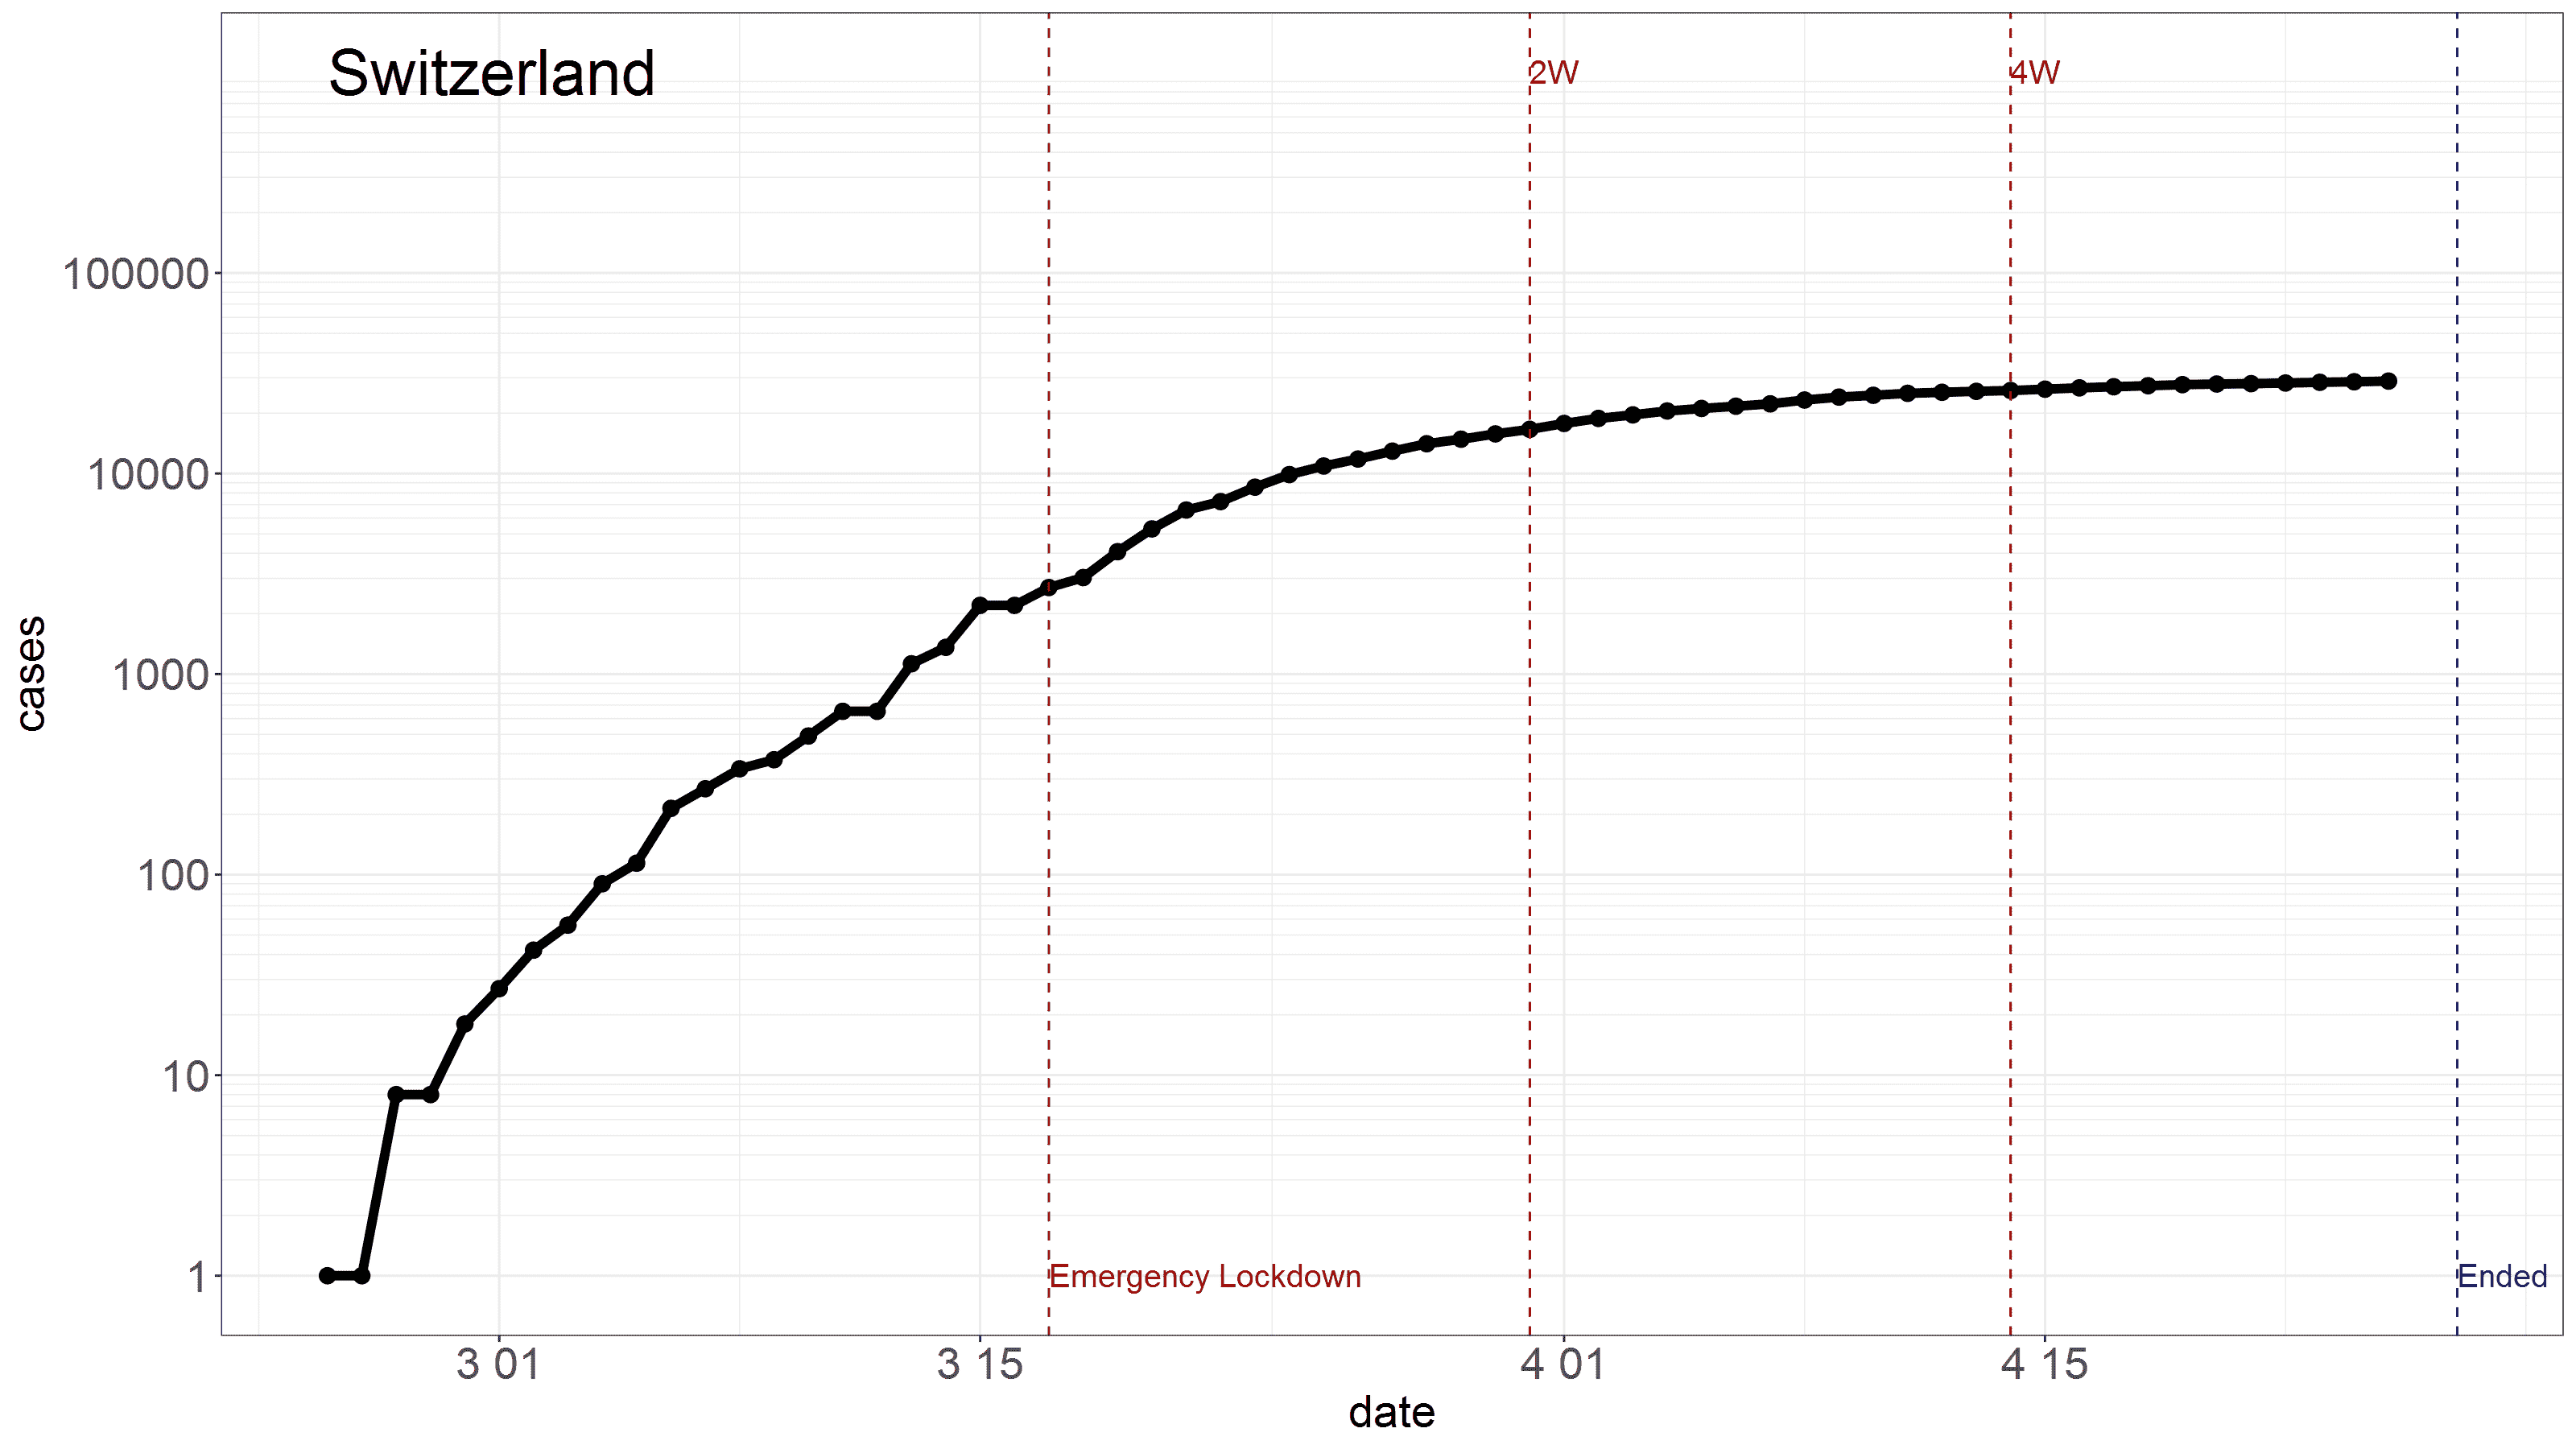 Switzerland
2W
4W
100000
10000
1000
100
10
1
cases
Emergency Lockdown
Ended
3 01
3 15
4 01
4 15
date